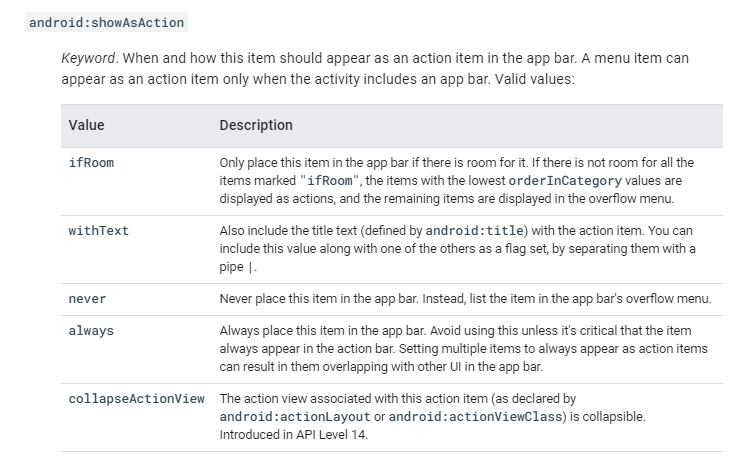 android:showAsAction
Keyword. When and how this item should appear as an action item in the app bar. A menu item can
appear as an action item only when the activity includes an app bar. Valid values:
Value Description
ifRoom Only place this item in the app bar if there is room for it. If there is not room for all the
items marked "ifRoom", the items with the lowest orderInCategory values are
displayed as actions, and the remaining items are displayed in the overflow menu.
withText Also include the title text (defined by android:title) with the action item. You can
include this value along with one of the others as a flag set, by separating them with a
pipe |.
never Never place this item in the app bar. Instead, list the item in the app bar's overflow menu.
always Always place this item in the app bar. Avoid using this unless it's critical that the item
always appear in the action bar. Setting multiple items to always appear as action items
can result in them overlapping with other UI in the app bar.
collapseActionView The action view associated with this action item (as declared by
android:actionLayout or android:actionViewClass) is collapsible.
Introduced in API Level 14.